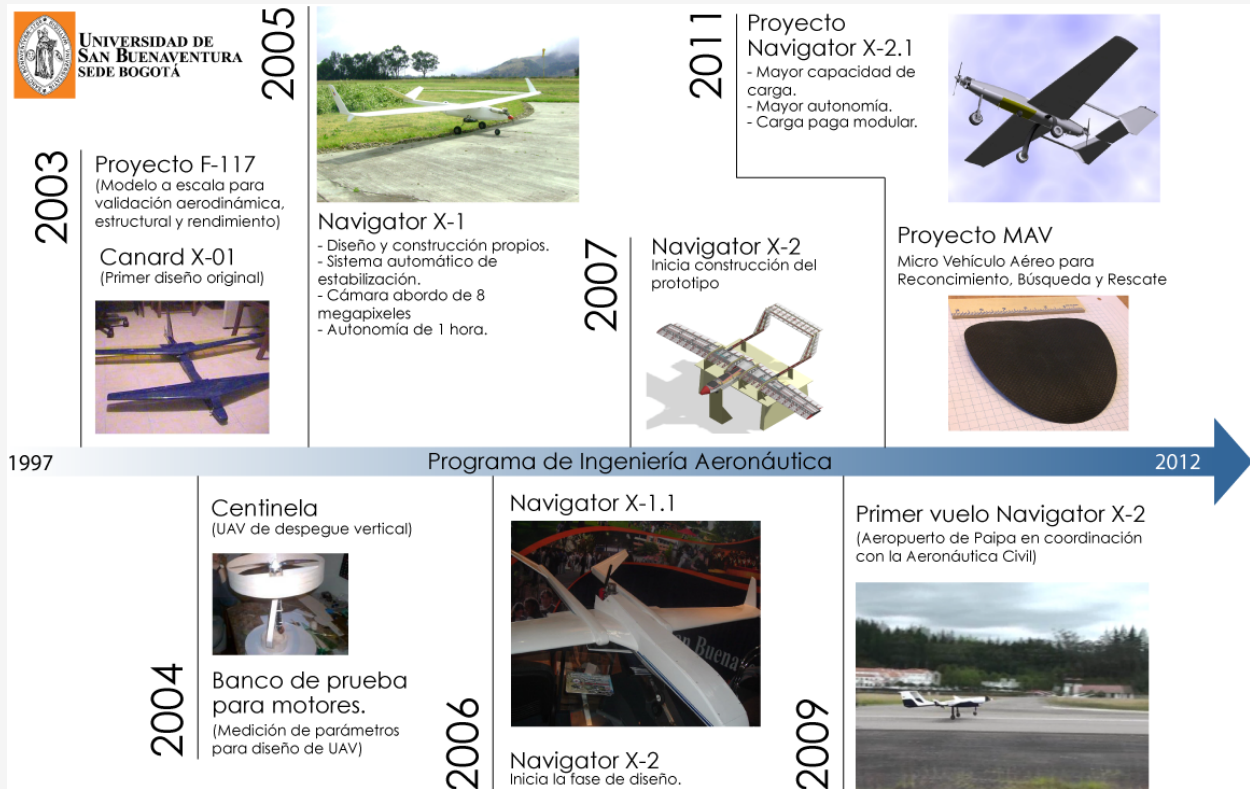 UNIVERSIDAD DE
SAN BUENAVENTURA
SEDE BOGOTÁ
2003
Proyecto F-117
(Modelo a escala para
validación aerodinámica,
estructural y rendimiento)
Canard X-01
(Primer diseño original)
2005
Navigator X-1
- Diseño y construcción propios.
- Sistema automático de
estabilización.
- Cámara abordo de 8
megapixeles
- Autonomía de 1 hora.
2007
Navigator X-2
Inicia construcción del
prototipo
2011
Proyecto
Navigator X-2.1
- Mayor capacidad de
carga.
- Mayor autonomía.
- Carga paga modular.
Proyecto MAV
Micro Vehículo Aéreo para
Reconcimiento, Búsqueda y Rescate
1997
Programa de Ingeniería Aeronáutica
2012
2004
Centinela
(UAV de despegue vertical)
Banco de prueba
para motores.
(Medición de parámetros
para diseño de UAV)
2006
Navigator X-1.1
n Buena
Navigator X-2
Inicia la fase de diseño.
2009
Primer vuelo Navigator X-2
(Aeropuerto de Paipa en coordinación
con la Aeronáutica Civil)